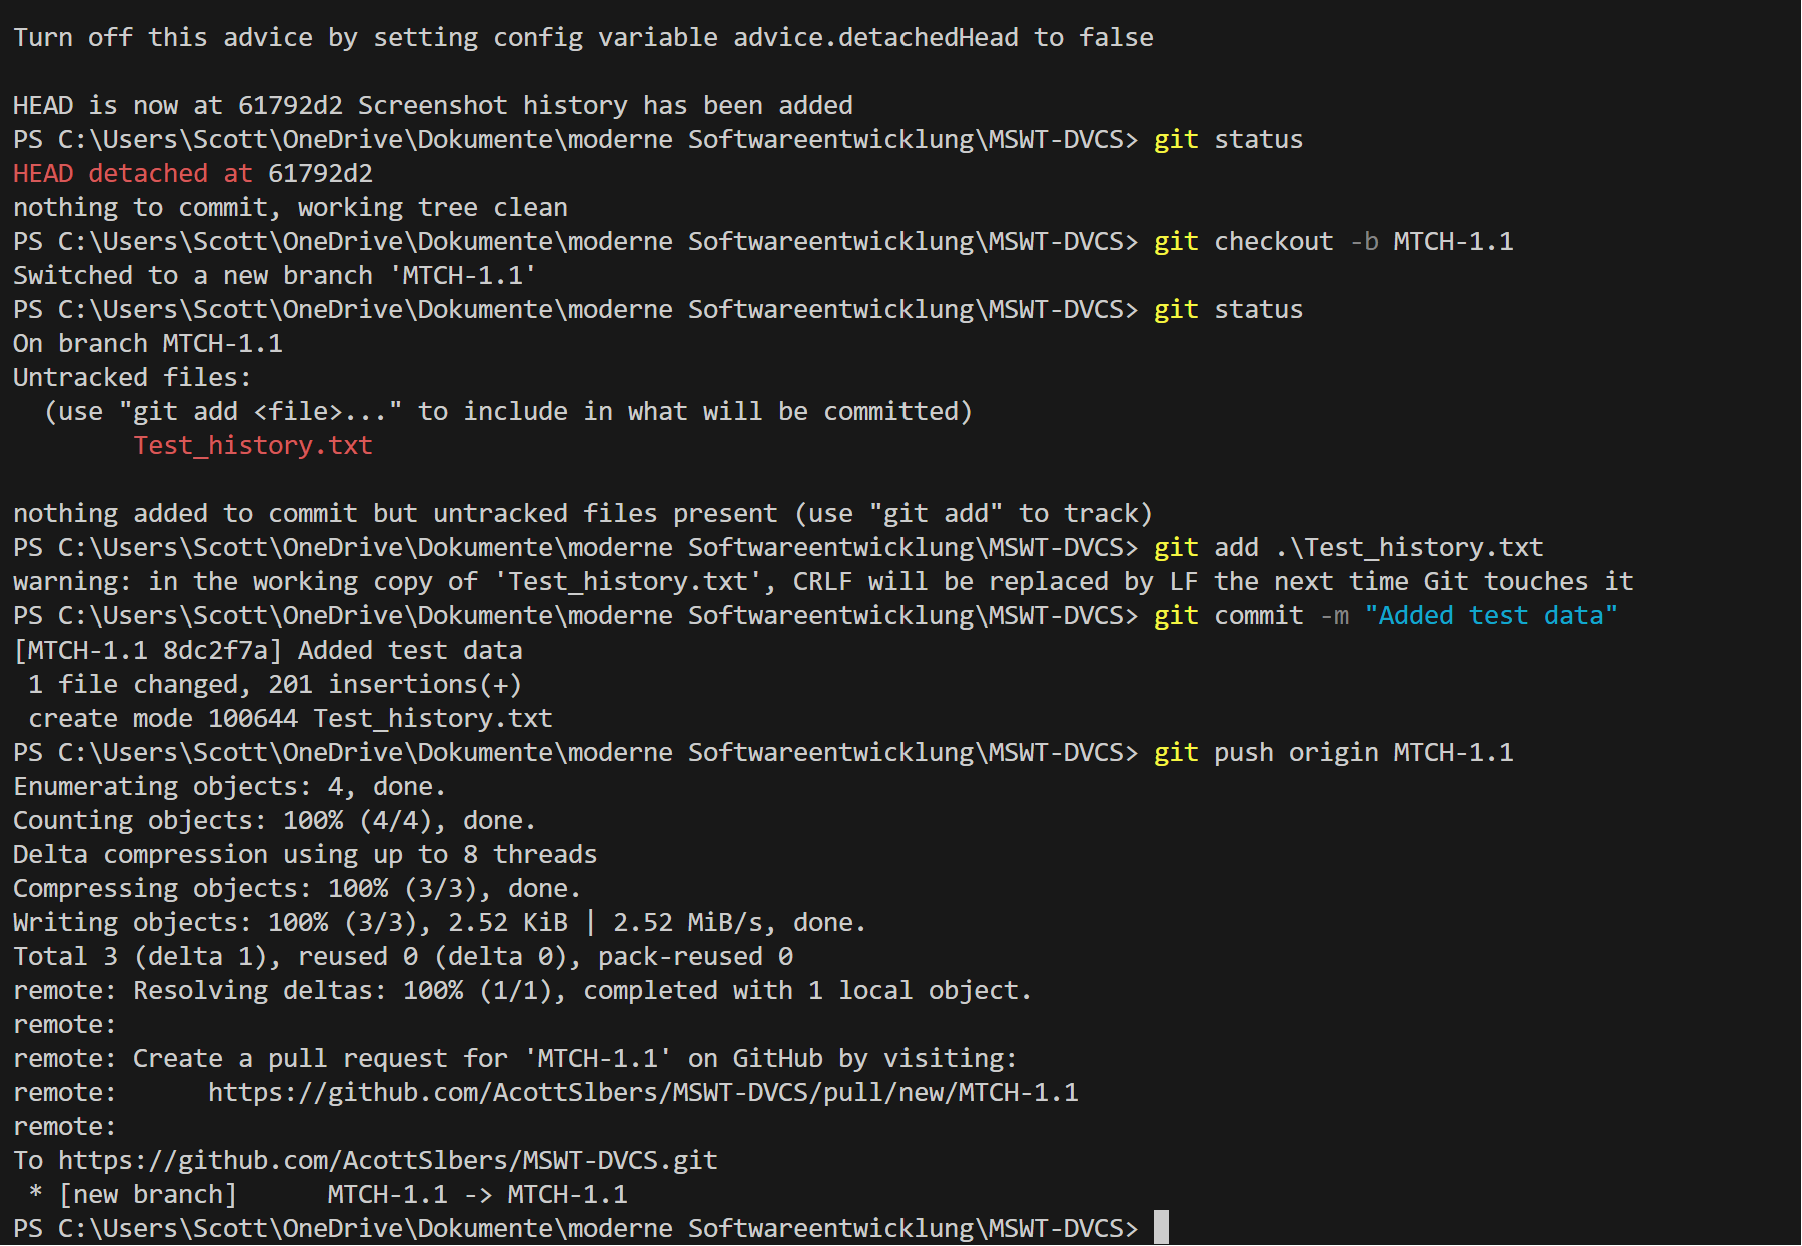 Turn off this advice by setting config variable advice.detachedHead to false
HEAD is now at 61792d2 Screenshot history has been added
PS C:\Users\Scott\OneDrive\Dokumente\moderne Softwareentwicklung\MSWT-DVCS> git status
HEAD detached at 61792d2
nothing to commit, working tree clean
PS C:\Users\Scott\OneDrive\Dokumente\moderne Softwareentwicklung\MSWT-DVCS> git checkout -b MTCH-1.1
Switched to a new branch 'MTCH-1.1'
PS C:\Users\Scott\OneDrive\Dokumente\moderne Softwareentwicklung\MSWT-DVCS> git status
On branch MTCH-1.1
Untracked files:
  (use "git add <file>..." to include in what will be committed)
        Test_history.txt
nothing added to commit but untracked files present (use "git add" to track)
PS C:\Users\Scott\OneDrive\Dokumente\moderne Softwareentwicklung\MSWT-DVCS> git add .\Test_history.txt
warning: in the working copy of 'Test_history.txt', CRLF will be replaced by LF the next time Git touches it
PS C:\Users\Scott\OneDrive\Dokumente\moderne Softwareentwicklung\MSWT-DVCS> git commit -m "Added test data"
[MTCH-1.1 8dc2f7a] Added test data
 1 file changed, 201 insertions(+)
 create mode 100644 Test_history.txt
PS C:\Users\Scott\OneDrive\Dokumente\moderne Softwareentwicklung\MSWT-DVCS> git push origin MTCH-1.1
Enumerating objects: 4, done.
Counting objects: 100% (4/4), done.
Delta compression using up to 8 threads
Compressing objects: 100% (3/3), done.
Writing objects: 100% (3/3), 2.52 KiB | 2.52 MiB/s, done.
Total 3 (delta 1), reused 0 (delta 0), pack-reused 0
remote: Resolving deltas: 100% (1/1), completed with 1 local object.
remote:
remote: Create a pull request for 'MTCH-1.1' on GitHub by visiting:
remote:      https://github.com/AcottSlbers/MSWT-DVCS/pull/new/MTCH-1.1
remote:
To https://github.com/AcottSlbers/MSWT-DVCS.git
 * [new branch]      MTCH-1.1 -> MTCH-1.1
PS C:\Users\Scott\OneDrive\Dokumente\moderne Softwareentwicklung\MSWT-DVCS>